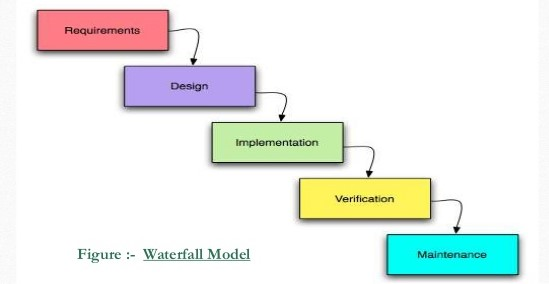 Requirements
Design
Implementation
Verification
Maintenance
Figure :- Waterfall Model